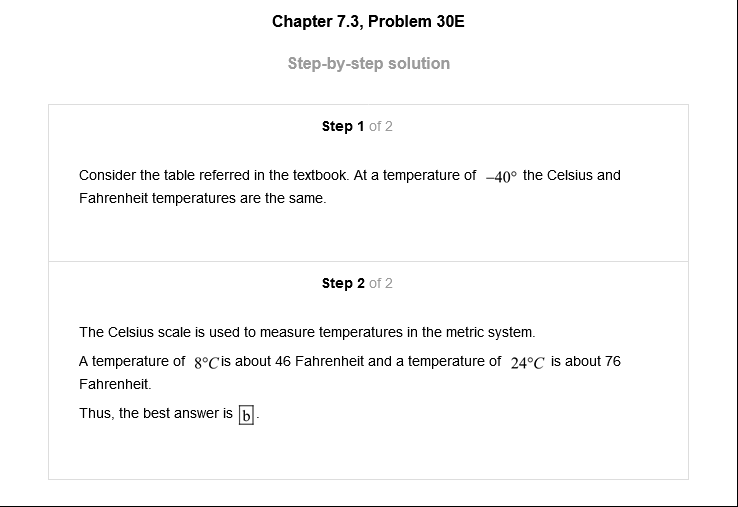 Chapter 7.3, Problem 30E
Step-by-step solution
Step 1 of 2
Consider the table referred in the textbook. At a temperature of −40° the Celsius and
Fahrenheit temperatures are the same.
Step 2 of 2
The Celsius scale is used to measure temperatures in the metric system.
A temperature of 8°C is about 46 Fahrenheit and a temperature of 24°C is about 76
Fahrenheit.
Thus, the best answer is b.